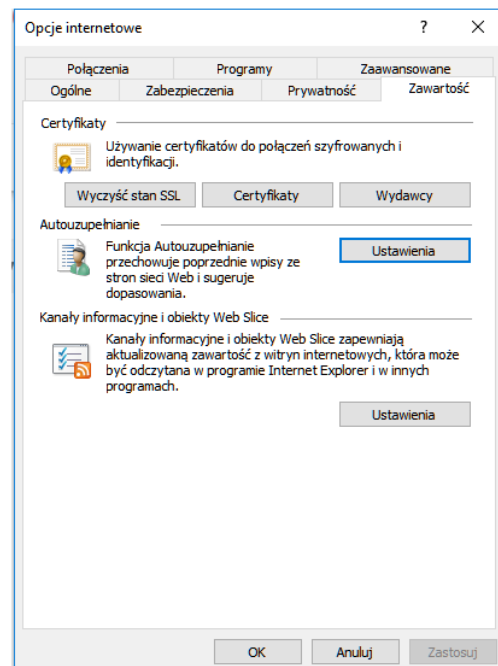 Opcje internetowe
?
Połączenia Programy Zaawansowane
Ogólne Zabezpieczenia Prywatność Zawartość
Certyfikaty
Używanie certyfikatów do połączeń szyfrowanych i
identyfikacji.
Wyczyść stan SSL Certyfikaty Wydawcy
Autouzupełnianie
Funkcja Autouzupełnianie
przechowuje poprzednie wpisy ze
stron sieci Web i sugeruje
dopasowania.
Ustawienia
Kanały informacyjne i obiekty Web Slice
Kanały informacyjne i obiekty Web Slice zapewniają
aktualizowaną zawartość z witryn internetowych, która może
być odczytana w programie Internet Explorer i w innych
programach.
Ustawienia
OK Anuluj Zastosuj